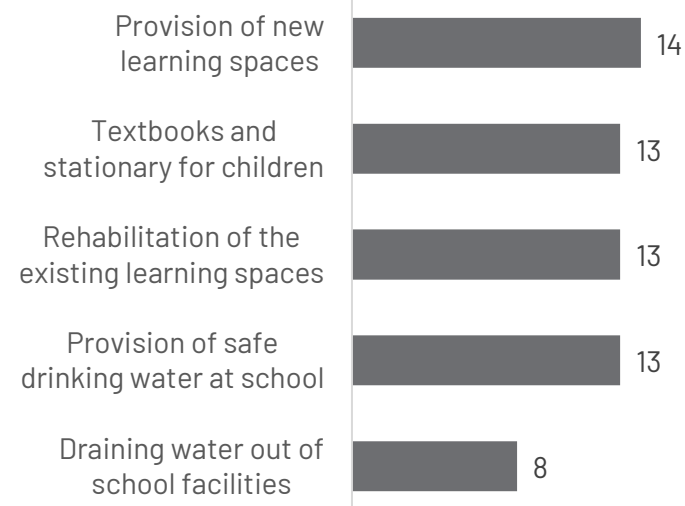 Provision of new
learning spaces
14
Textbooks and
stationary for children
13
Rehabilitation of the
existing learning spaces
13
Provision of safe
drinking water at school
13
Draining water out of
school facilities
8